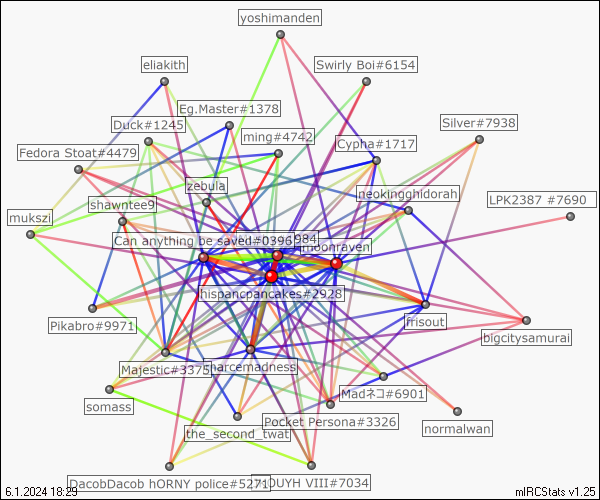 yoshimanden
eliakith
Swirly Boi#6154
Eg.Master#1378
Duck#1245
Silver#7938
ming#4742
Cypha#1717
Fedora Stoat#4479
zebula
neokingghidorah
LPK2387 #7690
shawntee9
mukszi
Can anything be saved#0396
984
moonraven
hispancpancakes#2928
Pikabro#9971
frisout
bigcitysamurai
Majestic#3375
harcemadness
Madネコ#6901
somass
Pocket Persona#3326
normalwan
the_second_twat
DacobDacob hORNY police#5271
OUYH VIII#7034
6.1.2024 18:29
mIRCStats v1.25